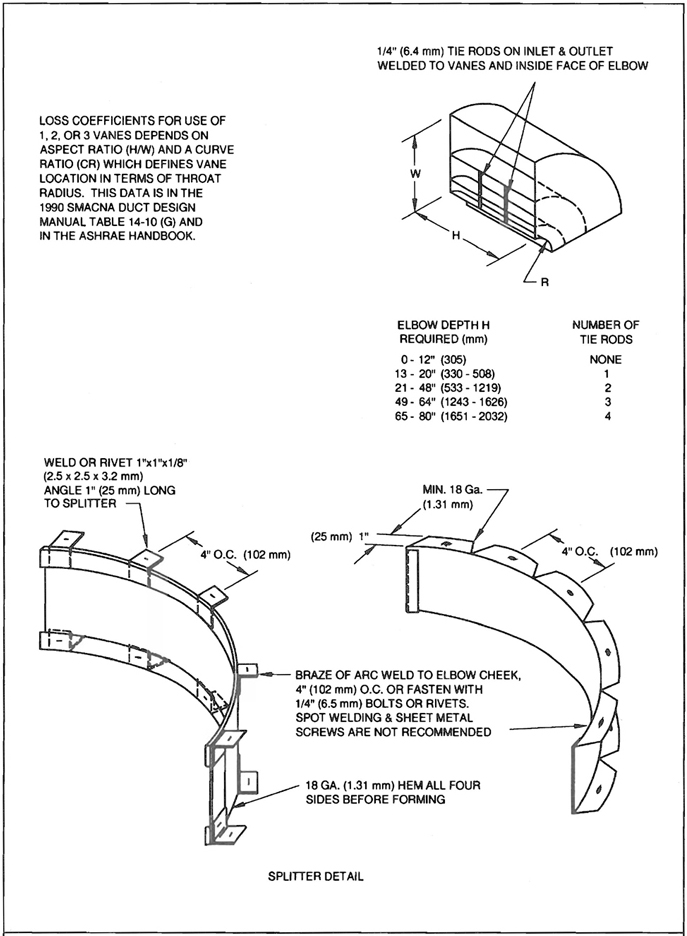 1/4" (6.4 mm) TIE RODS ON INLET & OUTLET
WELDED TO VANES AND INSIDE FACE OF ELBOW
LOSS COEFFICIENTS FOR USE OF
1, 2, OR 3 VANES DEPENDS ON
ASPECT RATIO (H/W) AND A CURVE
RATIO (CR) WHICH DEFINES VANE
LOCATION IN TERMS OF THROAT
RADIUS. THIS DATA IS IN THE
1990 SMACNA DUCT DESIGN
MANUAL TABLE 14-10 (G) AND
IN THE ASHRAE HANDBOOK.
W
H
R
ELBOW DEPTH H NUMBER OF
REQUIRED (mm) TIE RODS
0 - 12" (305) NONE
13 - 20" (330 - 508) 1
21 - 48" (533 - 1219) 2
49 - 64" (1243 - 1626) 3
65 - 80" (1651 - 2032) 4
WELD OR RIVET 1"x1"x1/8"
(2.5 x 2.5 x 3.2 mm)
ANGLE 1" (25 mm) LONG
TO SPLITTER
4" O.C. (102 mm)
MIN. 18 Ga.
(1.31 mm)
(25 mm) 1"
4" O.C. (102 mm)
BRAZE OF ARC WELD TO ELBOW CHEEK,
4" (102 mm) O.C. OR FASTEN WITH
1/4" (6.5 mm) BOLTS OR RIVETS.
SPOT WELDING & SHEET METAL
SCREWS ARE NOT RECOMMENDED
18 GA. (1.31 mm) HEM ALL FOUR
SIDES BEFORE FORMING
SPLITTER DETAIL